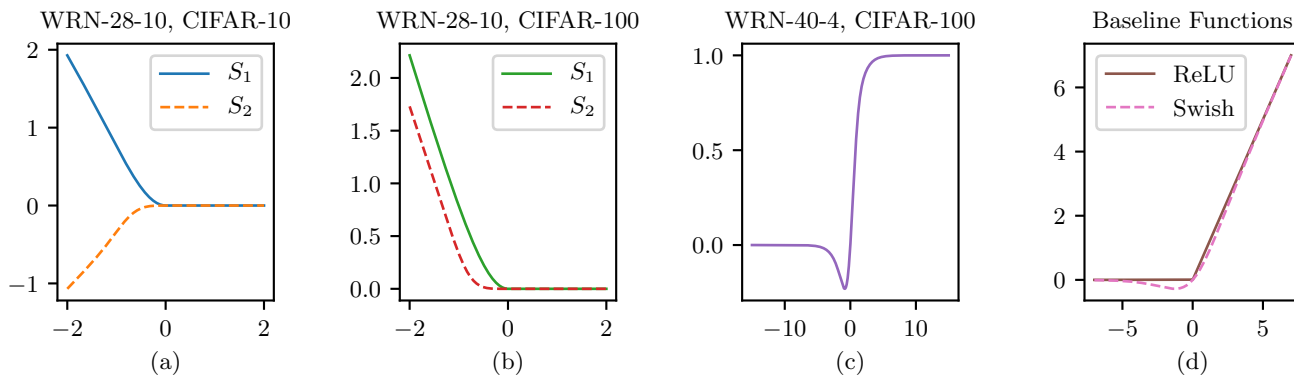 WRN-28-10, CIFAR-10
2
1
0
−1
−2
0
2
S₁
S₂
(a)
WRN-28-10, CIFAR-100
2.0
1.5
1.0
0.5
0.0
−2
0
2
S₁
S₂
(b)
WRN-40-4, CIFAR-100
1.0
0.5
0.0
−10
0
10
(c)
Baseline Functions
6
4
2
0
−5
0
5
ReLU
Swish
(d)